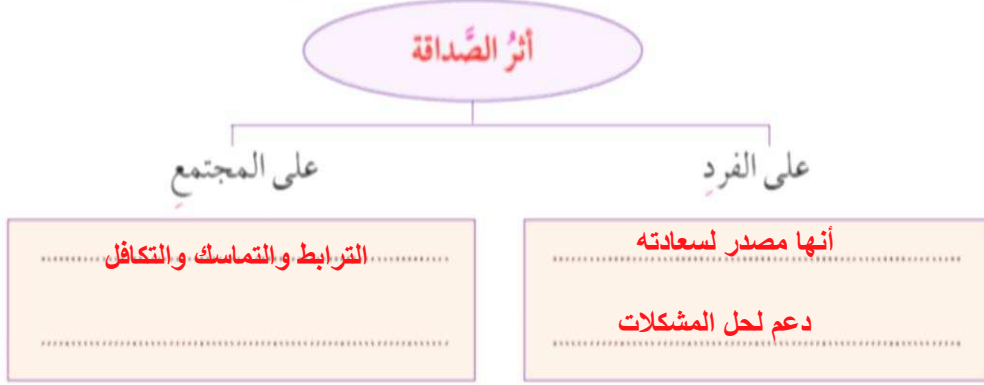 أثرُ الصَّداقة
على الفردِ
على المجتمعِ
أنها مصدر لسعادته
دعم لحل المشكلات
الترابط والتماسك والتكافل